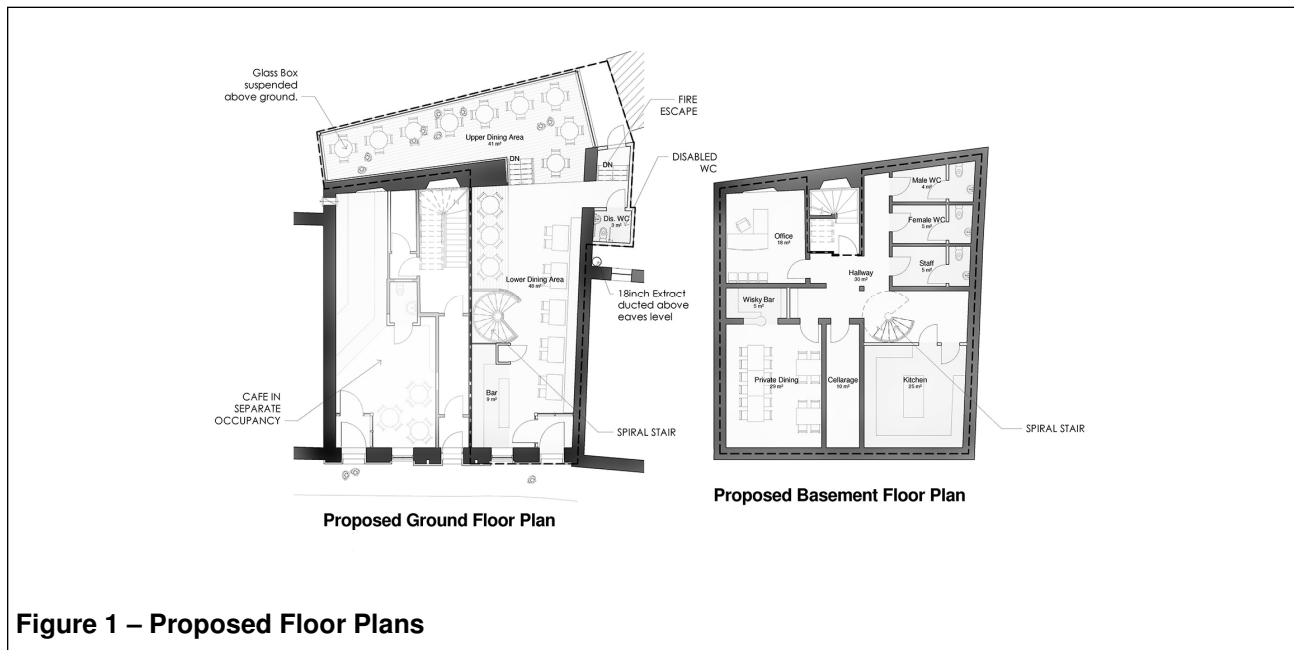 Glass Box
suspended
above ground.
Upper Dining Area
41 m²
FIRE
ESCAPE
DN
DN
DISABLED
WC
Dis. WC
3 m²
Lower Dining Area
46 m²
18inch Extract
ducted above
eaves level
CAFE IN
SEPARATE
OCCUPANCY
Bar
9 m²
SPIRAL STAIR
Proposed Ground Floor Plan
Male WC
4 m²
Female WC
5 m²
Office
18 m²
Staff
5 m²
Hallway
30 m²
Wisky Bar
5 m²
Private Dining
29 m²
Cellarage
10 m²
Kitchen
25 m²
SPIRAL STAIR
Proposed Basement Floor Plan
Figure 1 – Proposed Floor Plans